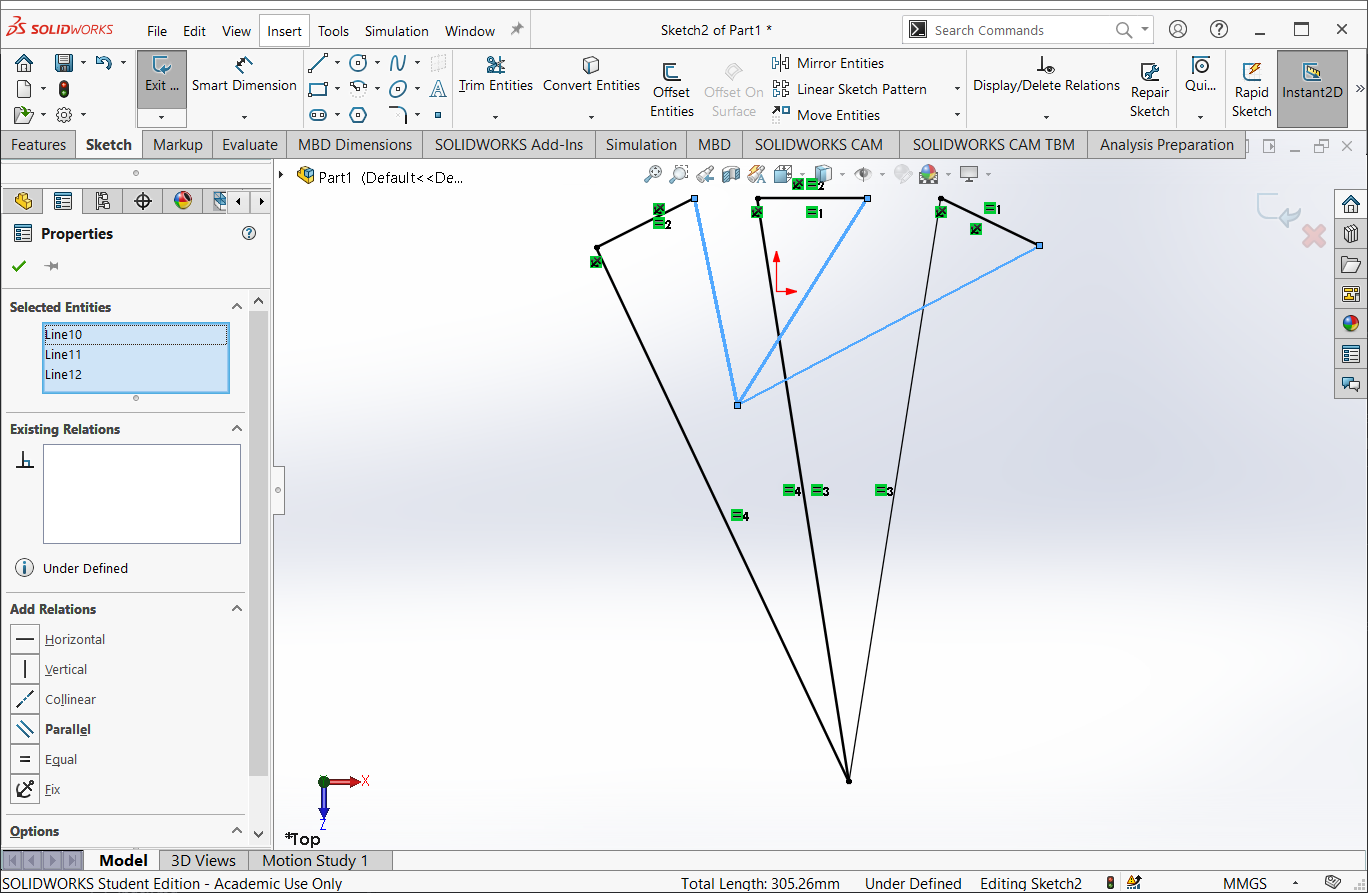 SOLIDWORKS
File Edit View Insert Tools Simulation Window
Sketch2 of Part1 *
Search Commands
Exit ...
Smart Dimension
Trim Entities
Convert Entities
Offset Entities
Offset On Surface
Mirror Entities
Linear Sketch Pattern
Move Entities
Display/Delete Relations
Repair Sketch
Qui...
Rapid Sketch
Instant2D
Features Sketch Markup Evaluate MBD Dimensions SOLIDWORKS Add-Ins Simulation MBD SOLIDWORKS CAM SOLIDWORKS CAM TBM Analysis Preparation
Part1 (Default<<De...
Properties
Selected Entities
Line10
Line11
Line12
Existing Relations
Under Defined
Add Relations
Horizontal
Vertical
Collinear
Parallel
Equal
Fix
Options
2
2
1
1
4
3
3
4
X
Z
*Top
Model 3D Views Motion Study 1
SOLIDWORKS Student Edition - Academic Use Only
Total Length: 305.26mm Under Defined Editing Sketch2 MMGS